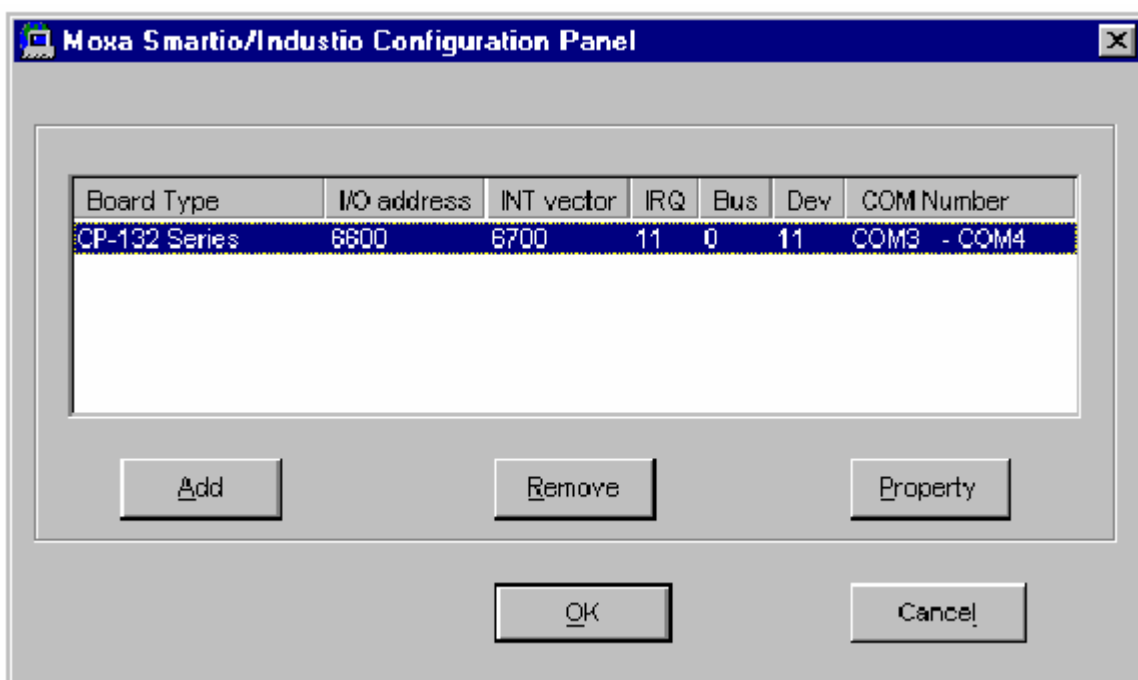 Moxa Smartio/Industio Configuration Panel
Board Type I/O address INT vector IRQ Bus Dev COM Number
CP-132 Series 6600 6700 11 0 11 COM3 - COM4
Add Remove Property
OK Cancel